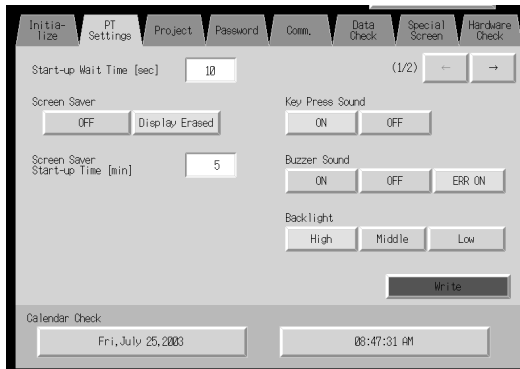 Initia-
lize
PT
Settings
Project
Password
Comm.
Data
Check
Special
Screen
Hardware
Check
Start-up Wait Time [sec]
10
(1/2)
←
→
Screen Saver
OFF
Display Erased
Key Press Sound
ON
OFF
Screen Saver
Start-up Time [min]
5
Buzzer Sound
ON
OFF
ERR ON
Backlight
High
Middle
Low
Write
Calendar Check
Fri,July 25,2003
08:47:31 AM